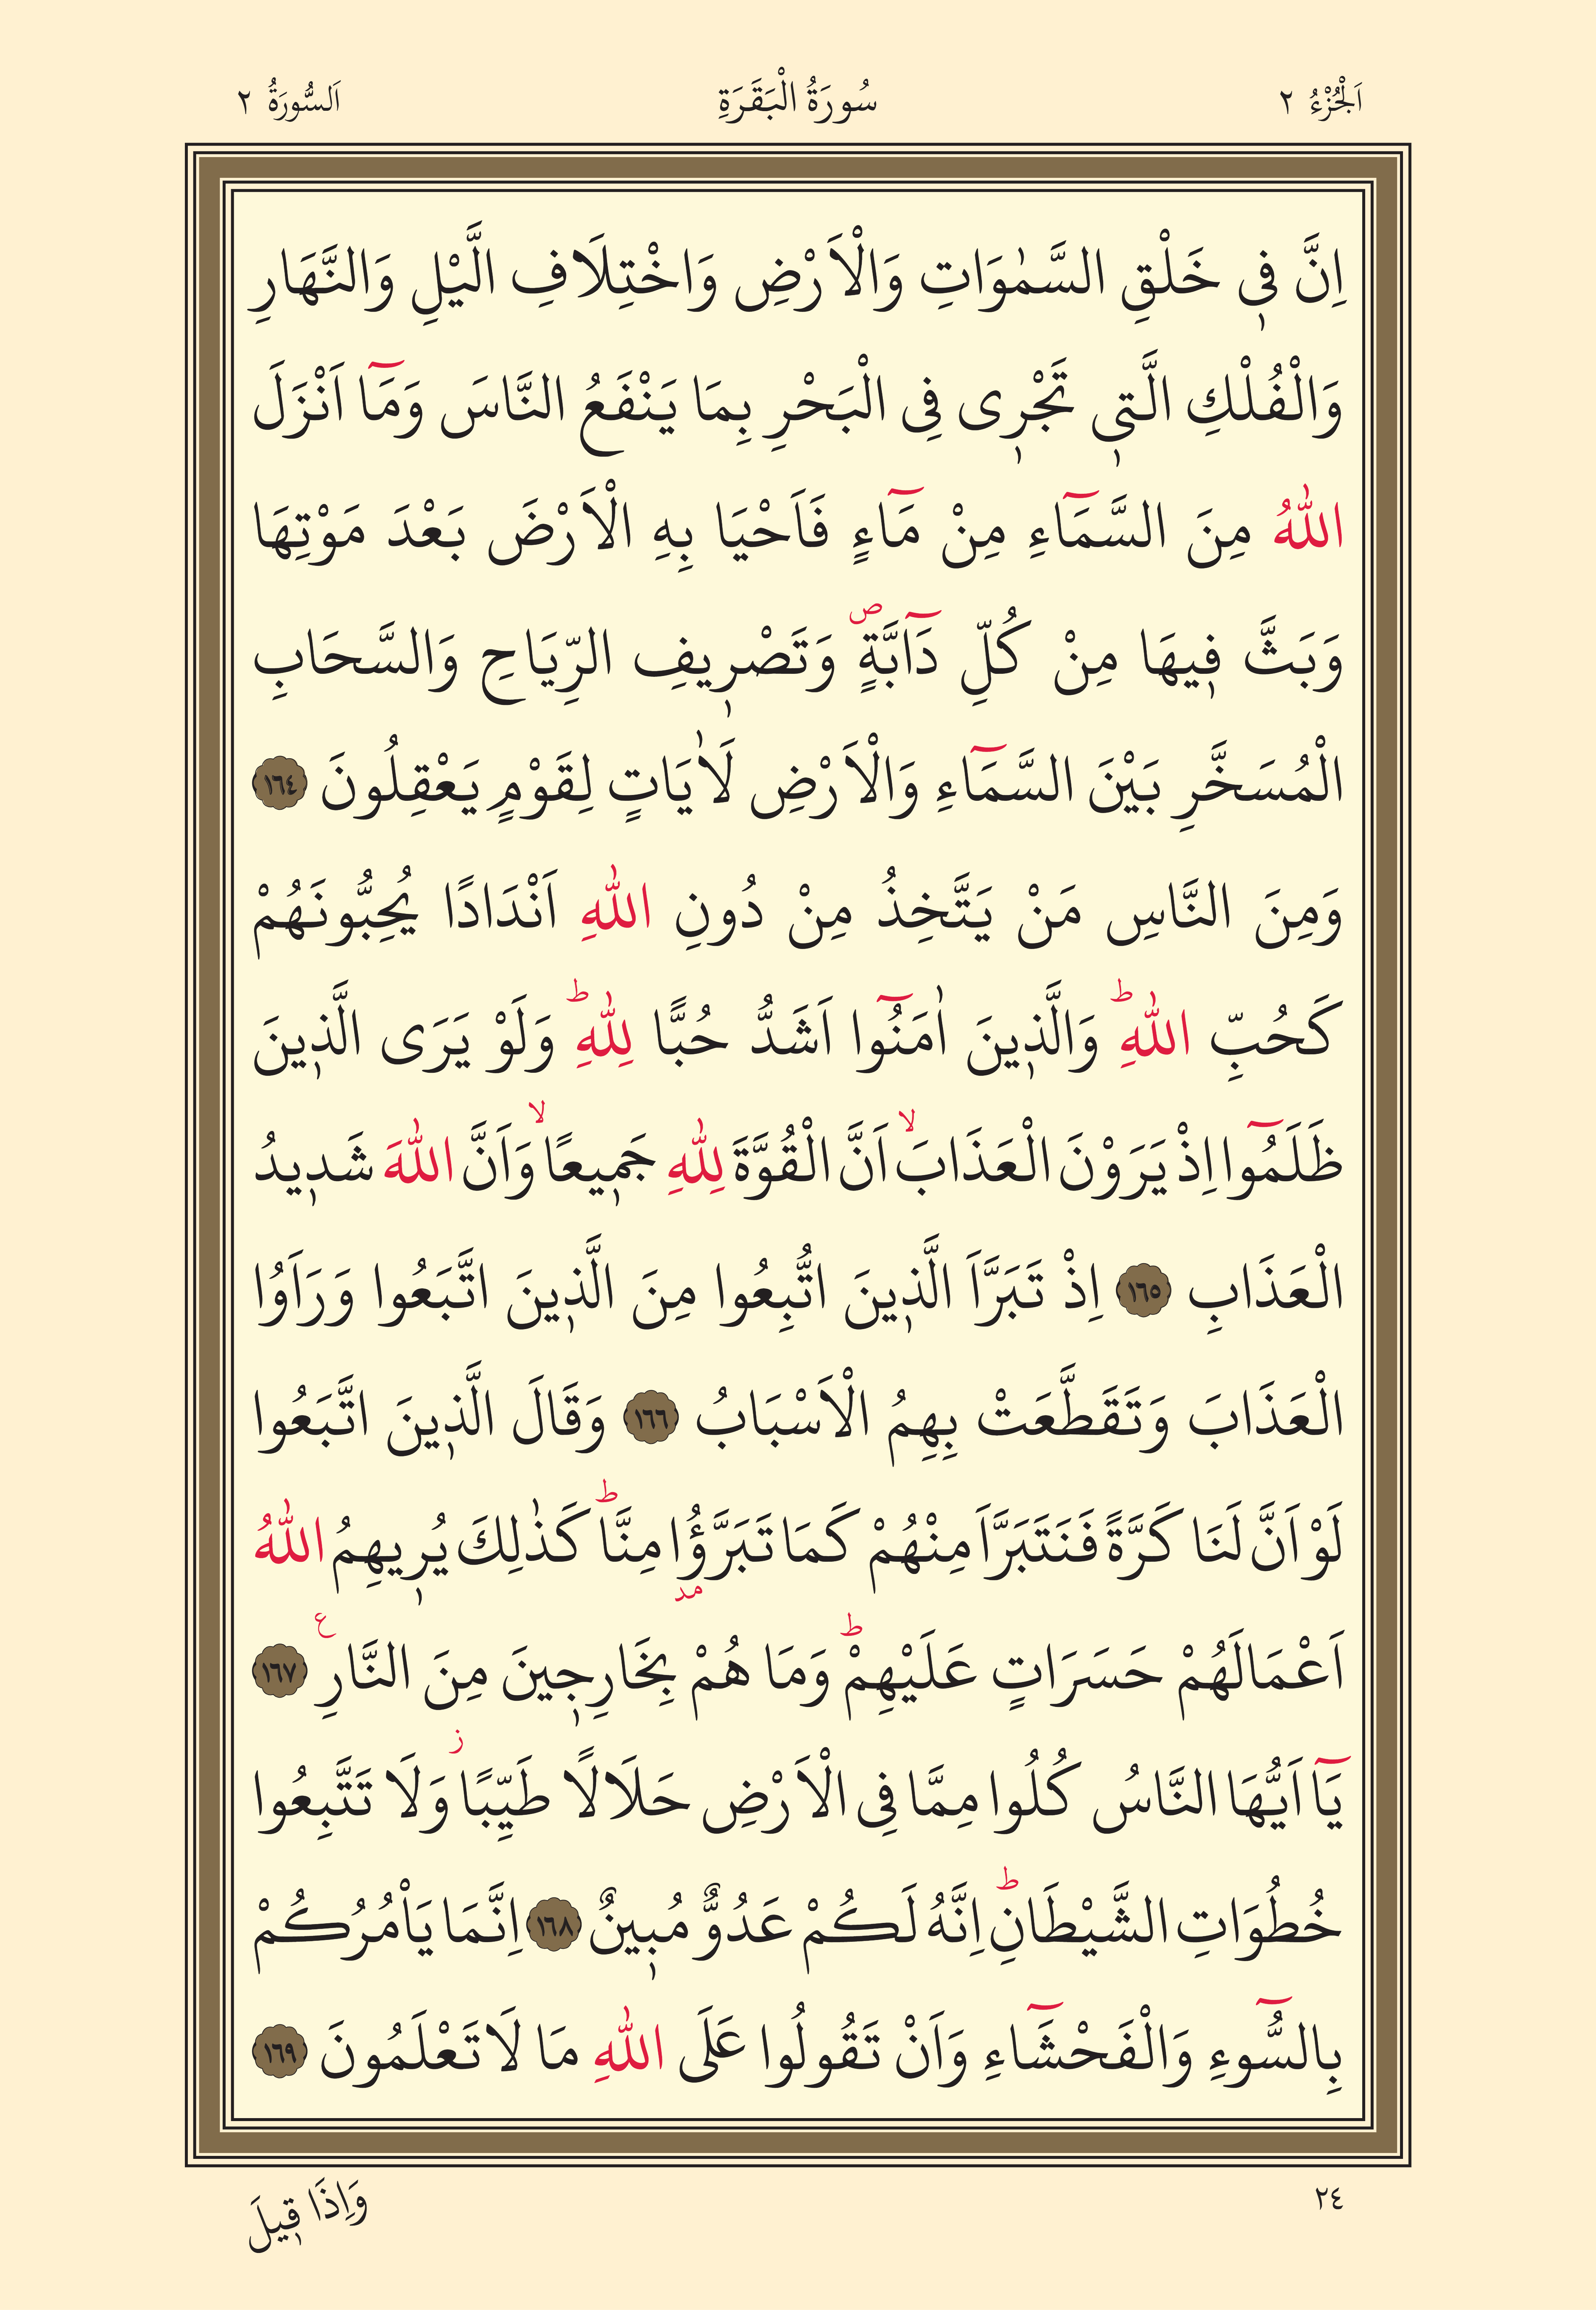 اَلْجُزْءُ ٢
سُورَةُ الْبَقَرَةِ
اَلسُّورَةُ ٢
اِنَّ ف۪ي خَلْقِ السَّمٰوَاتِ وَالْاَرْضِ وَاخْتِلَافِ الَّيْلِ وَالنَّهَارِ
وَالْفُلْكِ الَّت۪ي تَجْر۪ي فِي الْبَحْرِ بِمَا يَنْفَعُ النَّاسَ وَمَٓا اَنْزَلَ
اللّٰهُ مِنَ السَّمَٓاءِ مِنْ مَٓاءٍ فَاَحْيَا بِهِ الْاَرْضَ بَعْدَ مَوْتِهَا
وَبَثَّ ف۪يهَا مِنْ كُلِّ دَٓابَّةٍۖ وَتَصْر۪يفِ الرِّيَاحِ وَالسَّحَابِ
الْمُسَخَّرِ بَيْنَ السَّمَٓاءِ وَالْاَرْضِ لَاٰيَاتٍ لِقَوْمٍ يَعْقِلُونَ ﴿١٦٤﴾
وَمِنَ النَّاسِ مَنْ يَتَّخِذُ مِنْ دُونِ اللّٰهِ اَنْدَادًا يُحِبُّونَهُمْ
كَحُبِّ اللّٰهِؕ وَالَّذ۪ينَ اٰمَنُٓوا اَشَدُّ حُبًّا لِلّٰهِؕ وَلَوْ يَرَى الَّذ۪ينَ
ظَلَمُٓوا اِذْ يَرَوْنَ الْعَذَابَۙ اَنَّ الْقُوَّةَ لِلّٰهِ جَم۪يعًاۙ وَاَنَّ اللّٰهَ شَد۪يدُ
الْعَذَابِ ﴿١٦٥﴾ اِذْ تَبَرَّاَ الَّذ۪ينَ اتُّبِعُوا مِنَ الَّذ۪ينَ اتَّبَعُوا وَرَاَوُا
الْعَذَابَ وَتَقَطَّعَتْ بِهِمُ الْاَسْبَابُ ﴿١٦٦﴾ وَقَالَ الَّذ۪ينَ اتَّبَعُوا
لَوْ اَنَّ لَنَا كَرَّةً فَنَتَبَرَّاَ مِنْهُمْ كَمَا تَبَرَّؤُ۫ا مِنَّاؕ كَذٰلِكَ يُر۪يهِمُ اللّٰهُ
اَعْمَالَهُمْ حَسَرَاتٍ عَلَيْهِمْؕ وَمَا هُمْ بِخَارِج۪ينَ مِنَ النَّارِ۟ ﴿١٦٧﴾
يَٓا اَيُّهَا النَّاسُ كُلُوا مِمَّا فِي الْاَرْضِ حَلَالًا طَيِّبًاؗ وَلَا تَتَّبِعُوا
خُطُوَاتِ الشَّيْطَانِؕ اِنَّهُ لَكُمْ عَدُوٌّ مُب۪ينٌ ﴿١٦٨﴾ اِنَّمَا يَاْمُرُكُمْ
بِالسُّٓوءِ وَالْفَحْشَٓاءِ وَاَنْ تَقُولُوا عَلَى اللّٰهِ مَا لَا تَعْلَمُونَ ﴿١٦٩﴾
٢٤
وَاِذَا ق۪يلَ